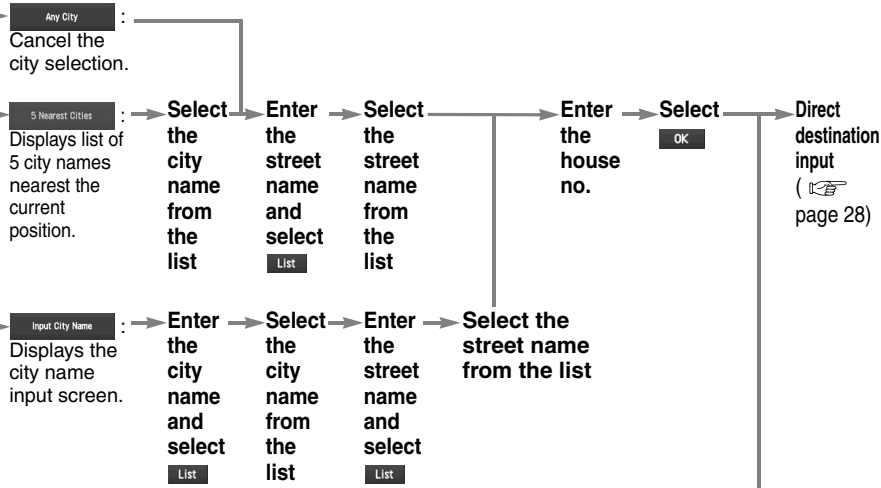 Any City :
Cancel the
city selection.
5 Nearest Cities :
Displays list of
5 city names
nearest the
current
position.
Select
the
city
name
from
the
list
Enter
the
street
name
and
select
List
Select
the
street
name
from
the
list
Enter
the
house
no.
Select
OK
Direct
destination
input
(
page 28)
Input City Name :
Displays the
city name
input screen.
Enter
the
city
name
and
select
List
Select
the
city
name
from
the
list
Enter
the
street
name
and
select
List
Select the
street name
from the list